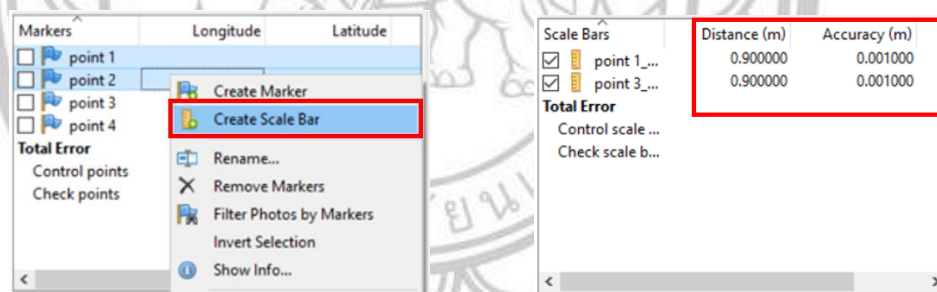 Markers Longitude Latitude
point 1
point 2
point 3
point 4
Total Error
Control points
Check points
Create Marker
Create Scale Bar
Rename...
Remove Markers
Filter Photos by Markers
Invert Selection
Show Info...
Scale Bars Distance (m) Accuracy (m)
point 1_... 0.900000 0.001000
point 3_... 0.900000 0.001000
Total Error
Control scale ...
Check scale b...